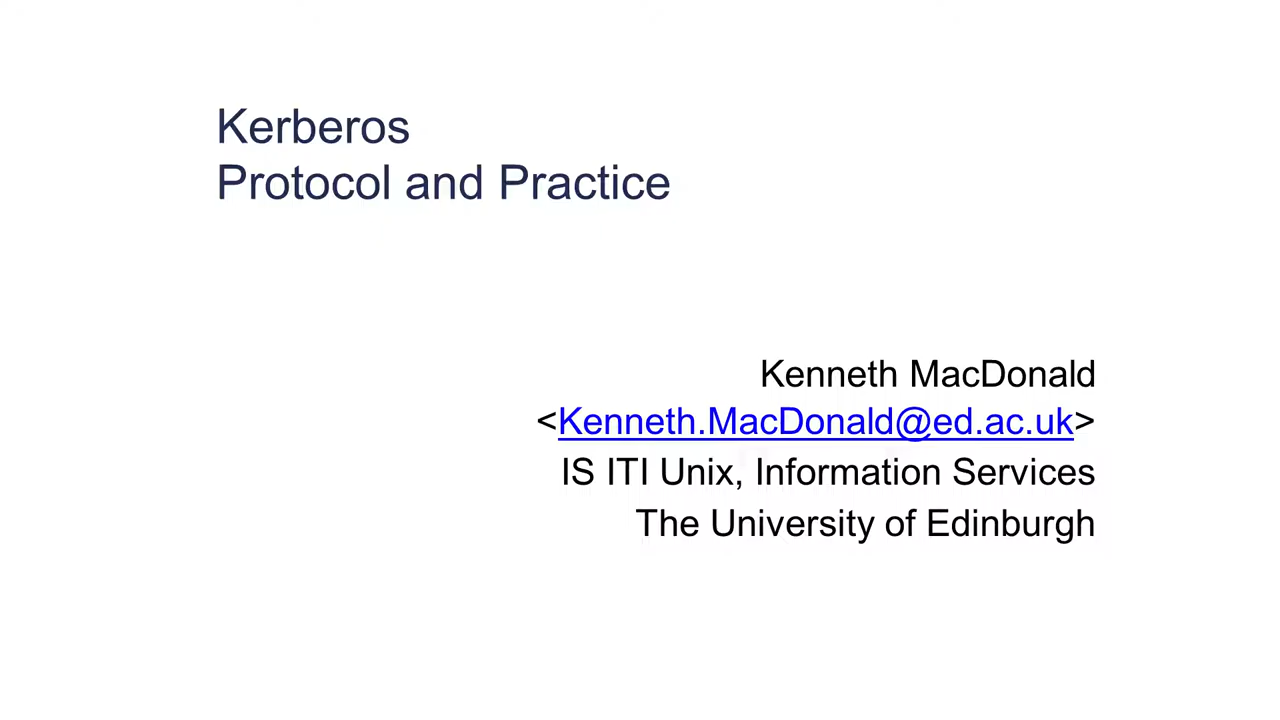 Kerberos
Protocol and Practice
Kenneth MacDonald
<Kenneth.MacDonald@ed.ac.uk>
IS ITI Unix, Information Services
The University of Edinburgh